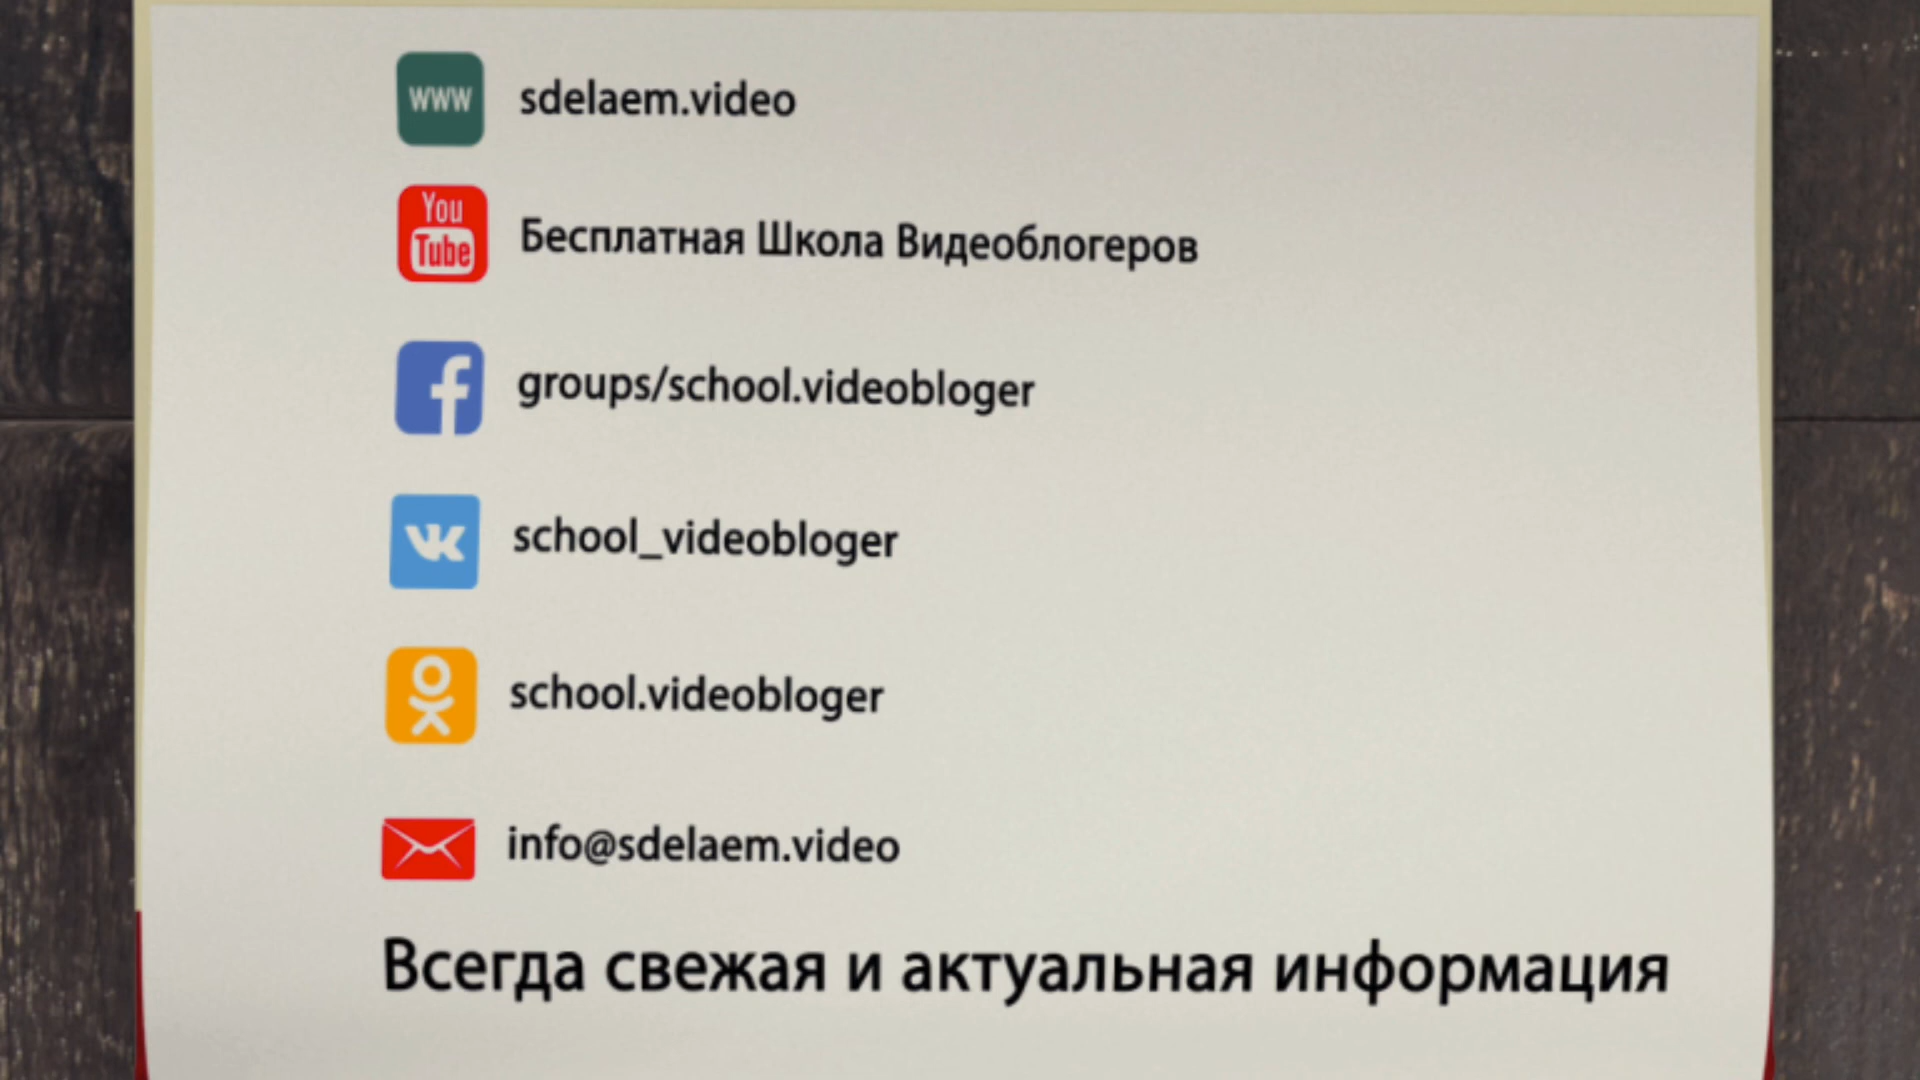 www sdelaem.video
You Tube Бесплатная Школа Видеоблогеров
f groups/school.videobloger
VK school_videobloger
school.videobloger
info@sdelaem.video
Всегда свежая и актуальная информация